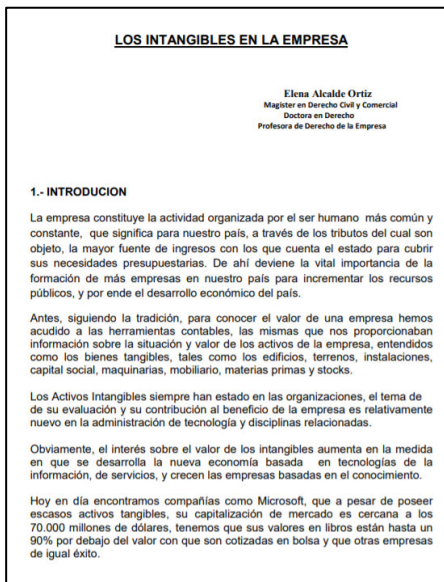 LOS INTANGIBLES EN LA EMPRESA
Elena Alcalde Ortiz
Magister en Derecho Civil y Comercial
Doctora en Derecho
Profesora de Derecho de la Empresa
1.- INTRODUCION
La empresa constituye la actividad organizada por el ser humano más común y
constante, que significa para nuestro país, a través de los tributos del cual son
objeto, la mayor fuente de ingresos con los que cuenta el estado para cubrir
sus necesidades presupuestarias. De ahí deviene la vital importancia de la
formación de más empresas en nuestro país para incrementar los recursos
públicos, y por ende el desarrollo económico del país.
Antes, siguiendo la tradición, para conocer el valor de una empresa hemos
acudido a las herramientas contables, las mismas que nos proporcionaban
información sobre la situación y valor de los activos de la empresa, entendidos
como los bienes tangibles, tales como los edificios, terrenos, instalaciones,
capital social, maquinarias, mobiliario, materias primas y stocks.
Los Activos Intangibles siempre han estado en las organizaciones, el tema de
de su evaluación y su contribución al beneficio de la empresa es relativamente
nuevo en la administración de tecnología y disciplinas relacionadas.
Obviamente, el interés sobre el valor de los intangibles aumenta en la medida
en que se desarrolla la nueva economía basada en tecnologías de la
información, de servicios, y crecen las empresas basadas en el conocimiento.
Hoy en día encontramos compañías como Microsoft, que a pesar de poseer
escasos activos tangibles, su capitalización de mercado es cercana a los
70.000 millones de dólares, tenemos que sus valores en libros están hasta un
90% por debajo del valor con que son cotizadas en bolsa y que otras empresas
de igual éxito.